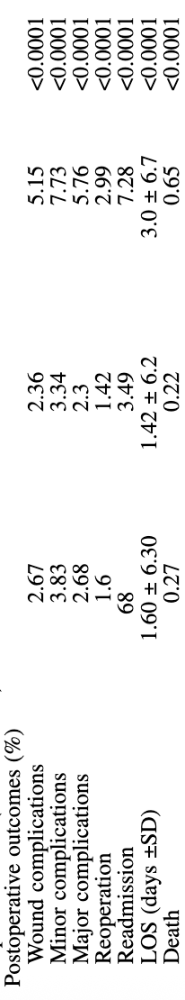 Postoperative outcomes (%)
Wound complications 2.67 2.36 5.15 <0.0001
Minor complications 3.83 3.34 7.73 <0.0001
Major complications 2.68 2.3 5.76 <0.0001
Reoperation 1.6 1.42 2.99 <0.0001
Readmission 68 3.49 7.28 <0.0001
LOS (days ±SD) 1.60 ± 6.30 1.42 ± 6.2 3.0 ± 6.7 <0.0001
Death 0.27 0.22 0.65 <0.0001